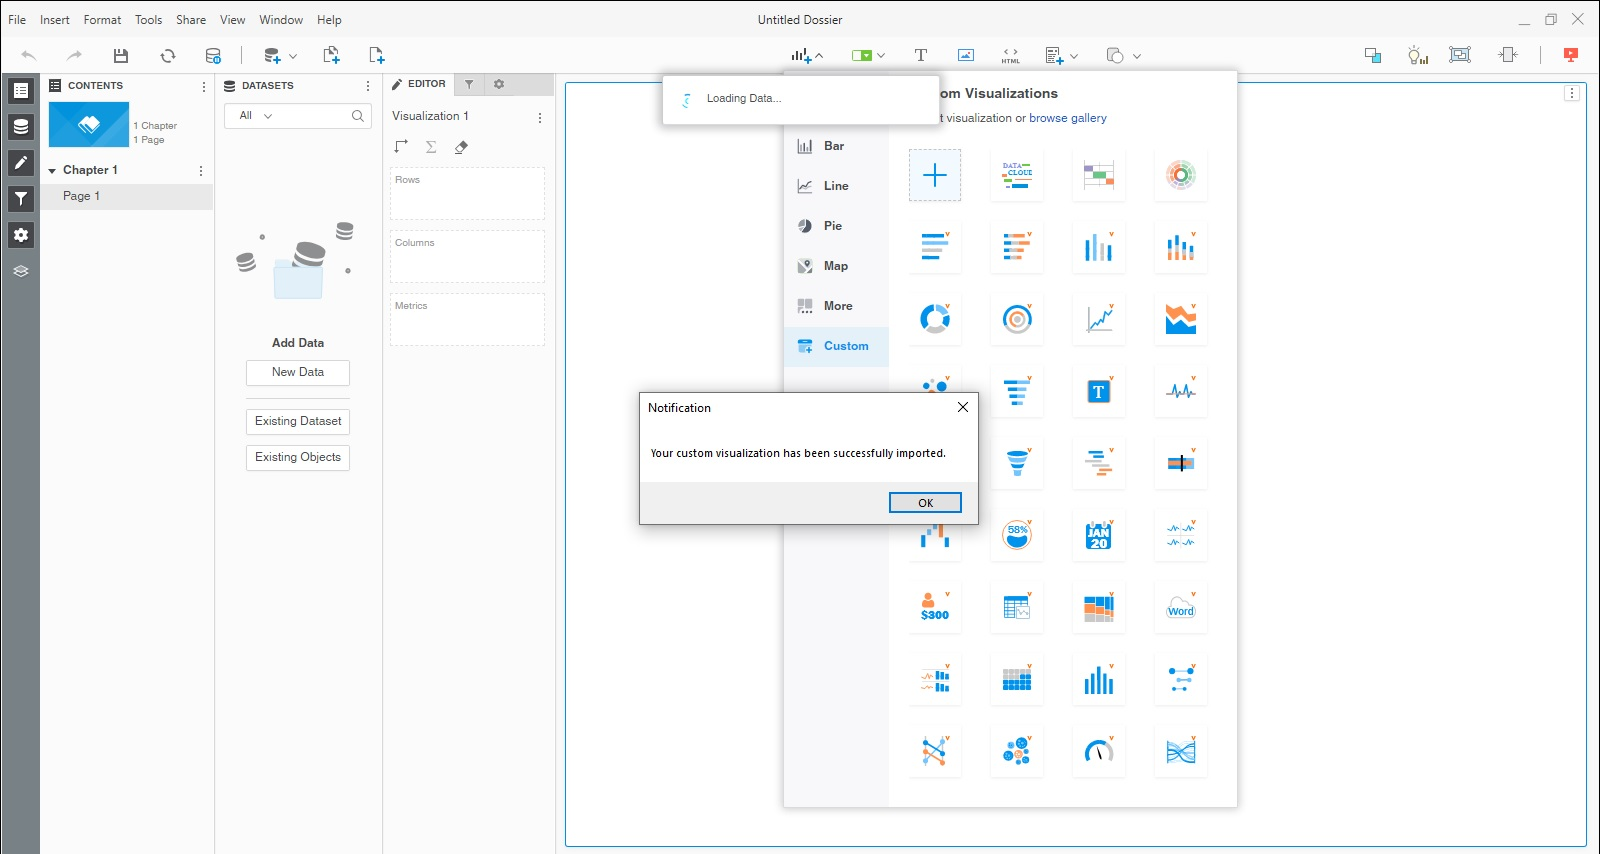 File Insert Format Tools Share View Window Help
Untitled Dossier
HTML
CONTENTS
1 Chapter
1 Page
Chapter 1
Page 1
DATASETS
All
Add Data
New Data
Existing Dataset
Existing Objects
EDITOR
Visualization 1
Rows
Columns
Metrics
Loading Data...
om Visualizations
t visualization or browse gallery
Bar
Line
Pie
Map
More
Custom
DATA
CLOUE
T
58%
JAN
20
$300
Word
Notification
Your custom visualization has been successfully imported.
OK